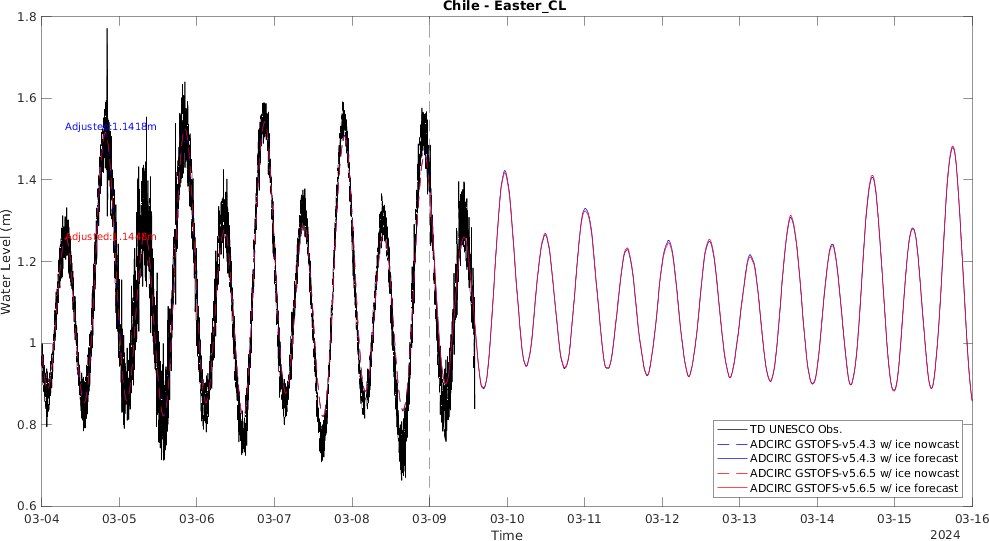 Chile - Easter_CL
1.8
1.6
1.4
1.2
1
0.8
0.6
Water Level (m)
Adjusted:1.1418m
Adjusted:1.1448m
TD UNESCO Obs.
ADCIRC GSTOFS-v5.4.3 w/ ice nowcast
ADCIRC GSTOFS-v5.4.3 w/ ice forecast
ADCIRC GSTOFS-v5.6.5 w/ ice nowcast
ADCIRC GSTOFS-v5.6.5 w/ ice forecast
03-04 03-05 03-06 03-07 03-08 03-09 03-10 03-11 03-12 03-13 03-14 03-15 03-16
Time
2024